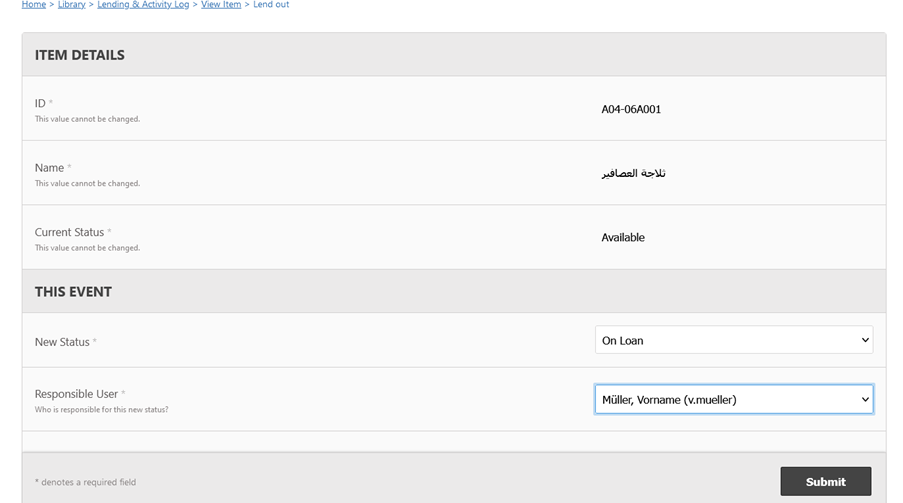 Home > Library > Lending & Activity Log > View Item > Lend out
ITEM DETAILS
ID *
This value cannot be changed.
A04-06A001
Name *
This value cannot be changed.
ثلاجة العصافير
Current Status *
This value cannot be changed.
Available
THIS EVENT
New Status *
On Loan
Responsible User *
Who is responsible for this new status?
Müller, Vorname (v.mueller)
* denotes a required field
Submit